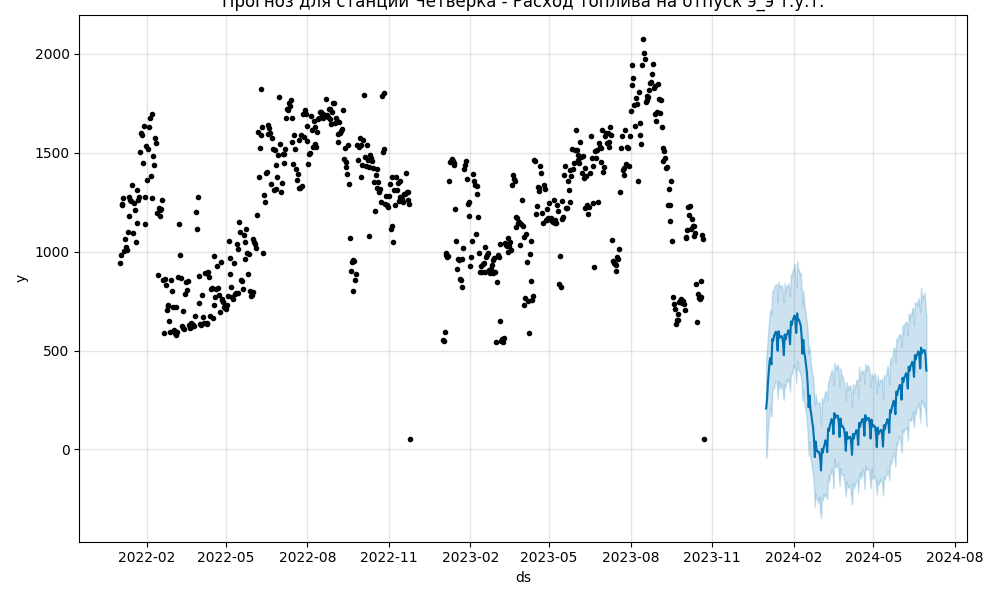 Прогноз для станции Четверка - Расход топлива на отпуск э_э т.у.т.
2000
1500
1000
500
0
y
2022-02 2022-05 2022-08 2022-11 2023-02 2023-05 2023-08 2023-11 2024-02 2024-05 2024-08
ds